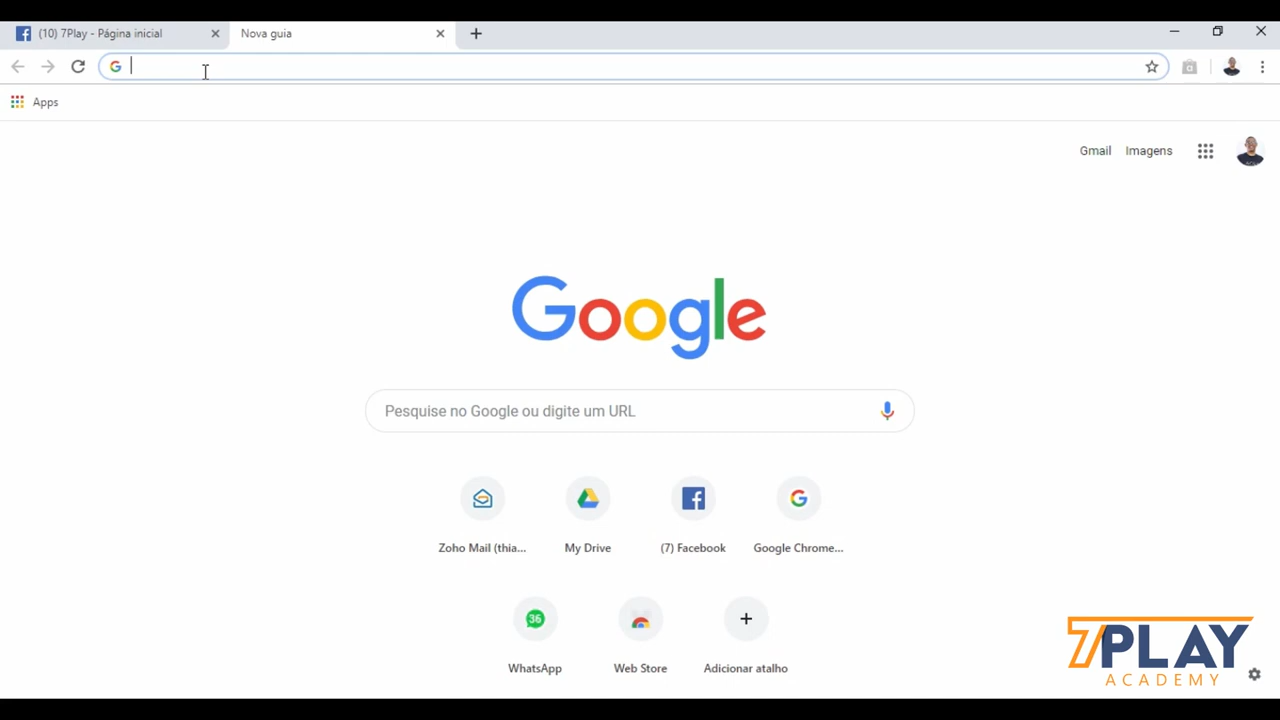 (10) 7Play - Página inicial
Nova guia
Apps
Gmail Imagens
Google
Pesquise no Google ou digite um URL
Zoho Mail (thia... My Drive (7) Facebook Google Chrome...
36
WhatsApp Web Store Adicionar atalho
7PLAY
ACADEMY